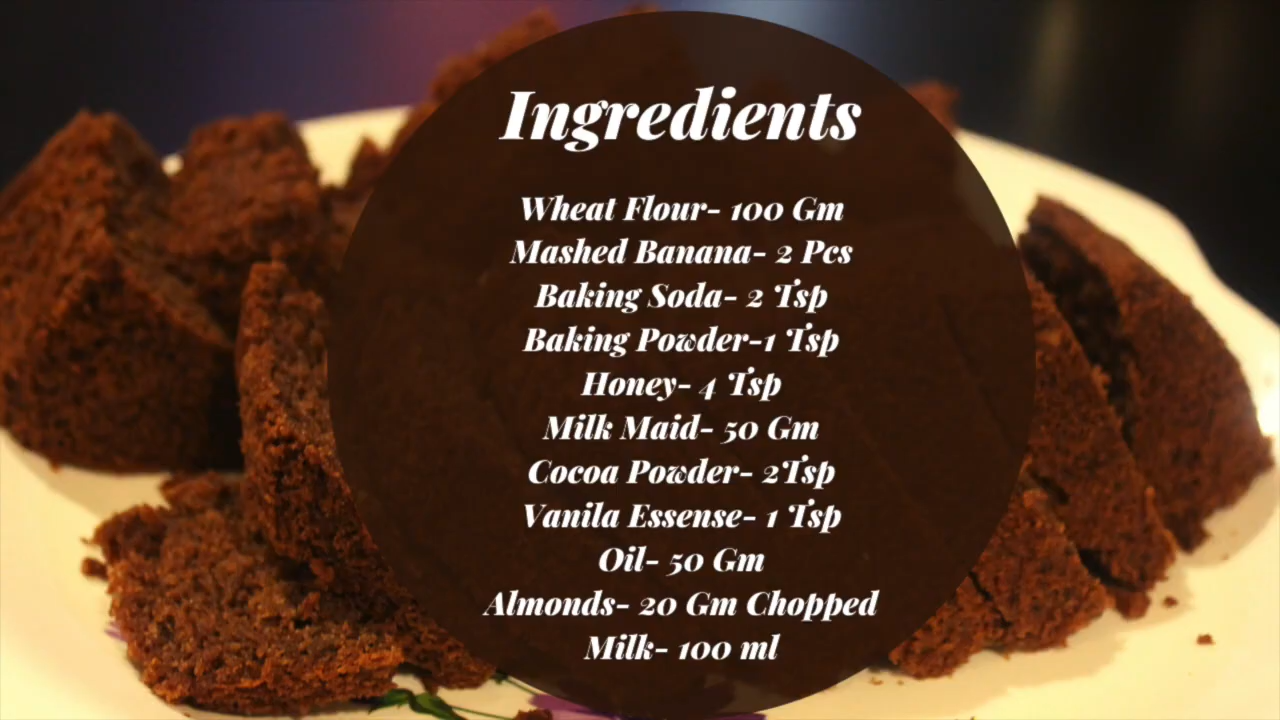 Ingredients
Wheat Flour- 100 Gm
Mashed Banana- 2 Pcs
Baking Soda- 2 Tsp
Baking Powder-1 Tsp
Honey- 4 Tsp
Milk Maid- 50 Gm
Cocoa Powder- 2Tsp
Vanila Essense- 1 Tsp
Oil- 50 Gm
Almonds- 20 Gm Chopped
Milk- 100 ml